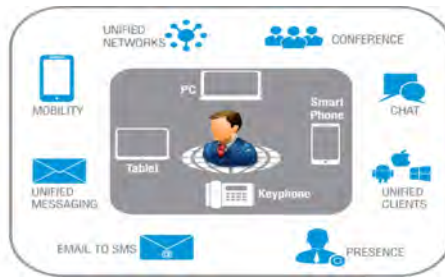 UNIFIED
NETWORKS
CONFERENCE
MOBILITY
PC
Smart
Phone
CHAT
Tablet
UNIFIED
MESSAGING
Keyphone
UNIFIED
CLIENTS
EMAIL TO SMS
@
PRESENCE
@